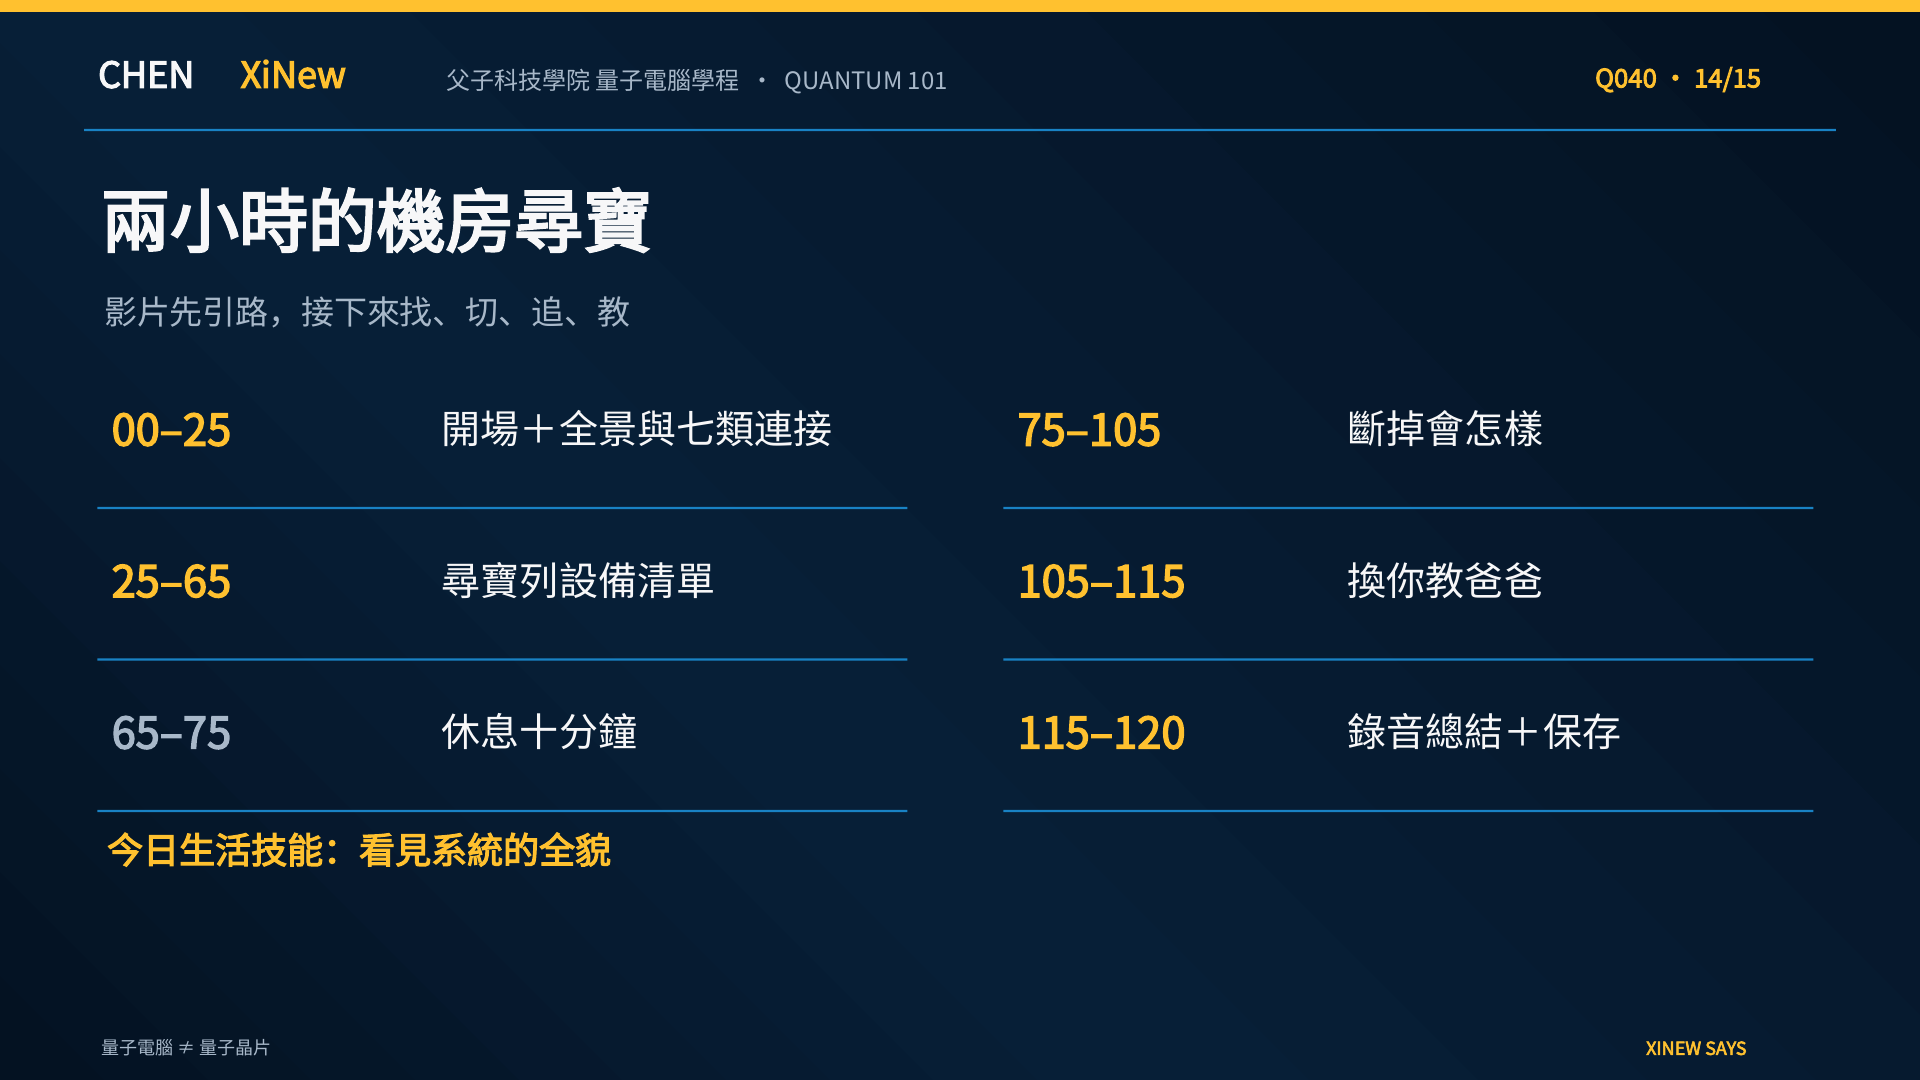 CHEN XiNew 父子科技學院 量子電腦學程 • QUANTUM 101 Q040 • 14/15
兩小時的機房尋寶
影片先引路，接下來找、切、追、教
00–25 開場＋全景與七類連接
25–65 尋寶列設備清單
65–75 休息十分鐘
75–105 斷掉會怎樣
105–115 換你教爸爸
115–120 錄音總結＋保存
今日生活技能：看見系統的全貌
量子電腦 ≠ 量子晶片 XINEW SAYS